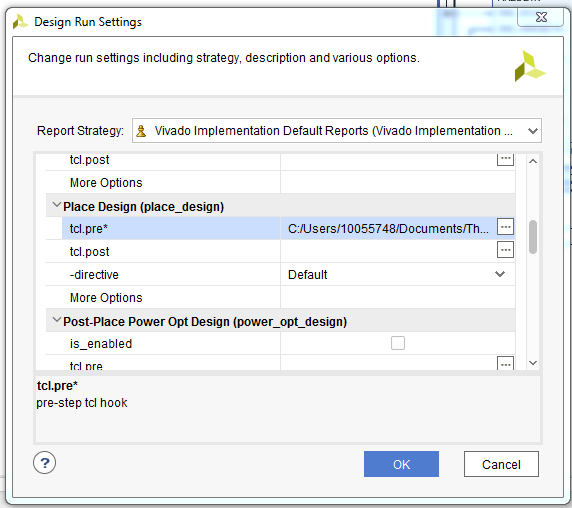 Design Run Settings
Change run settings including strategy, description and various options.
Report Strategy: Vivado Implementation Default Reports (Vivado Implementation ...
tcl.post ...
More Options
Place Design (place_design)
tcl.pre* C:/Users/10055748/Documents/Th... ...
tcl.post ...
-directive Default
More Options
Post-Place Power Opt Design (power_opt_design)
is_enabled
tcl.pre ...
tcl.pre*
pre-step tcl hook
? OK Cancel